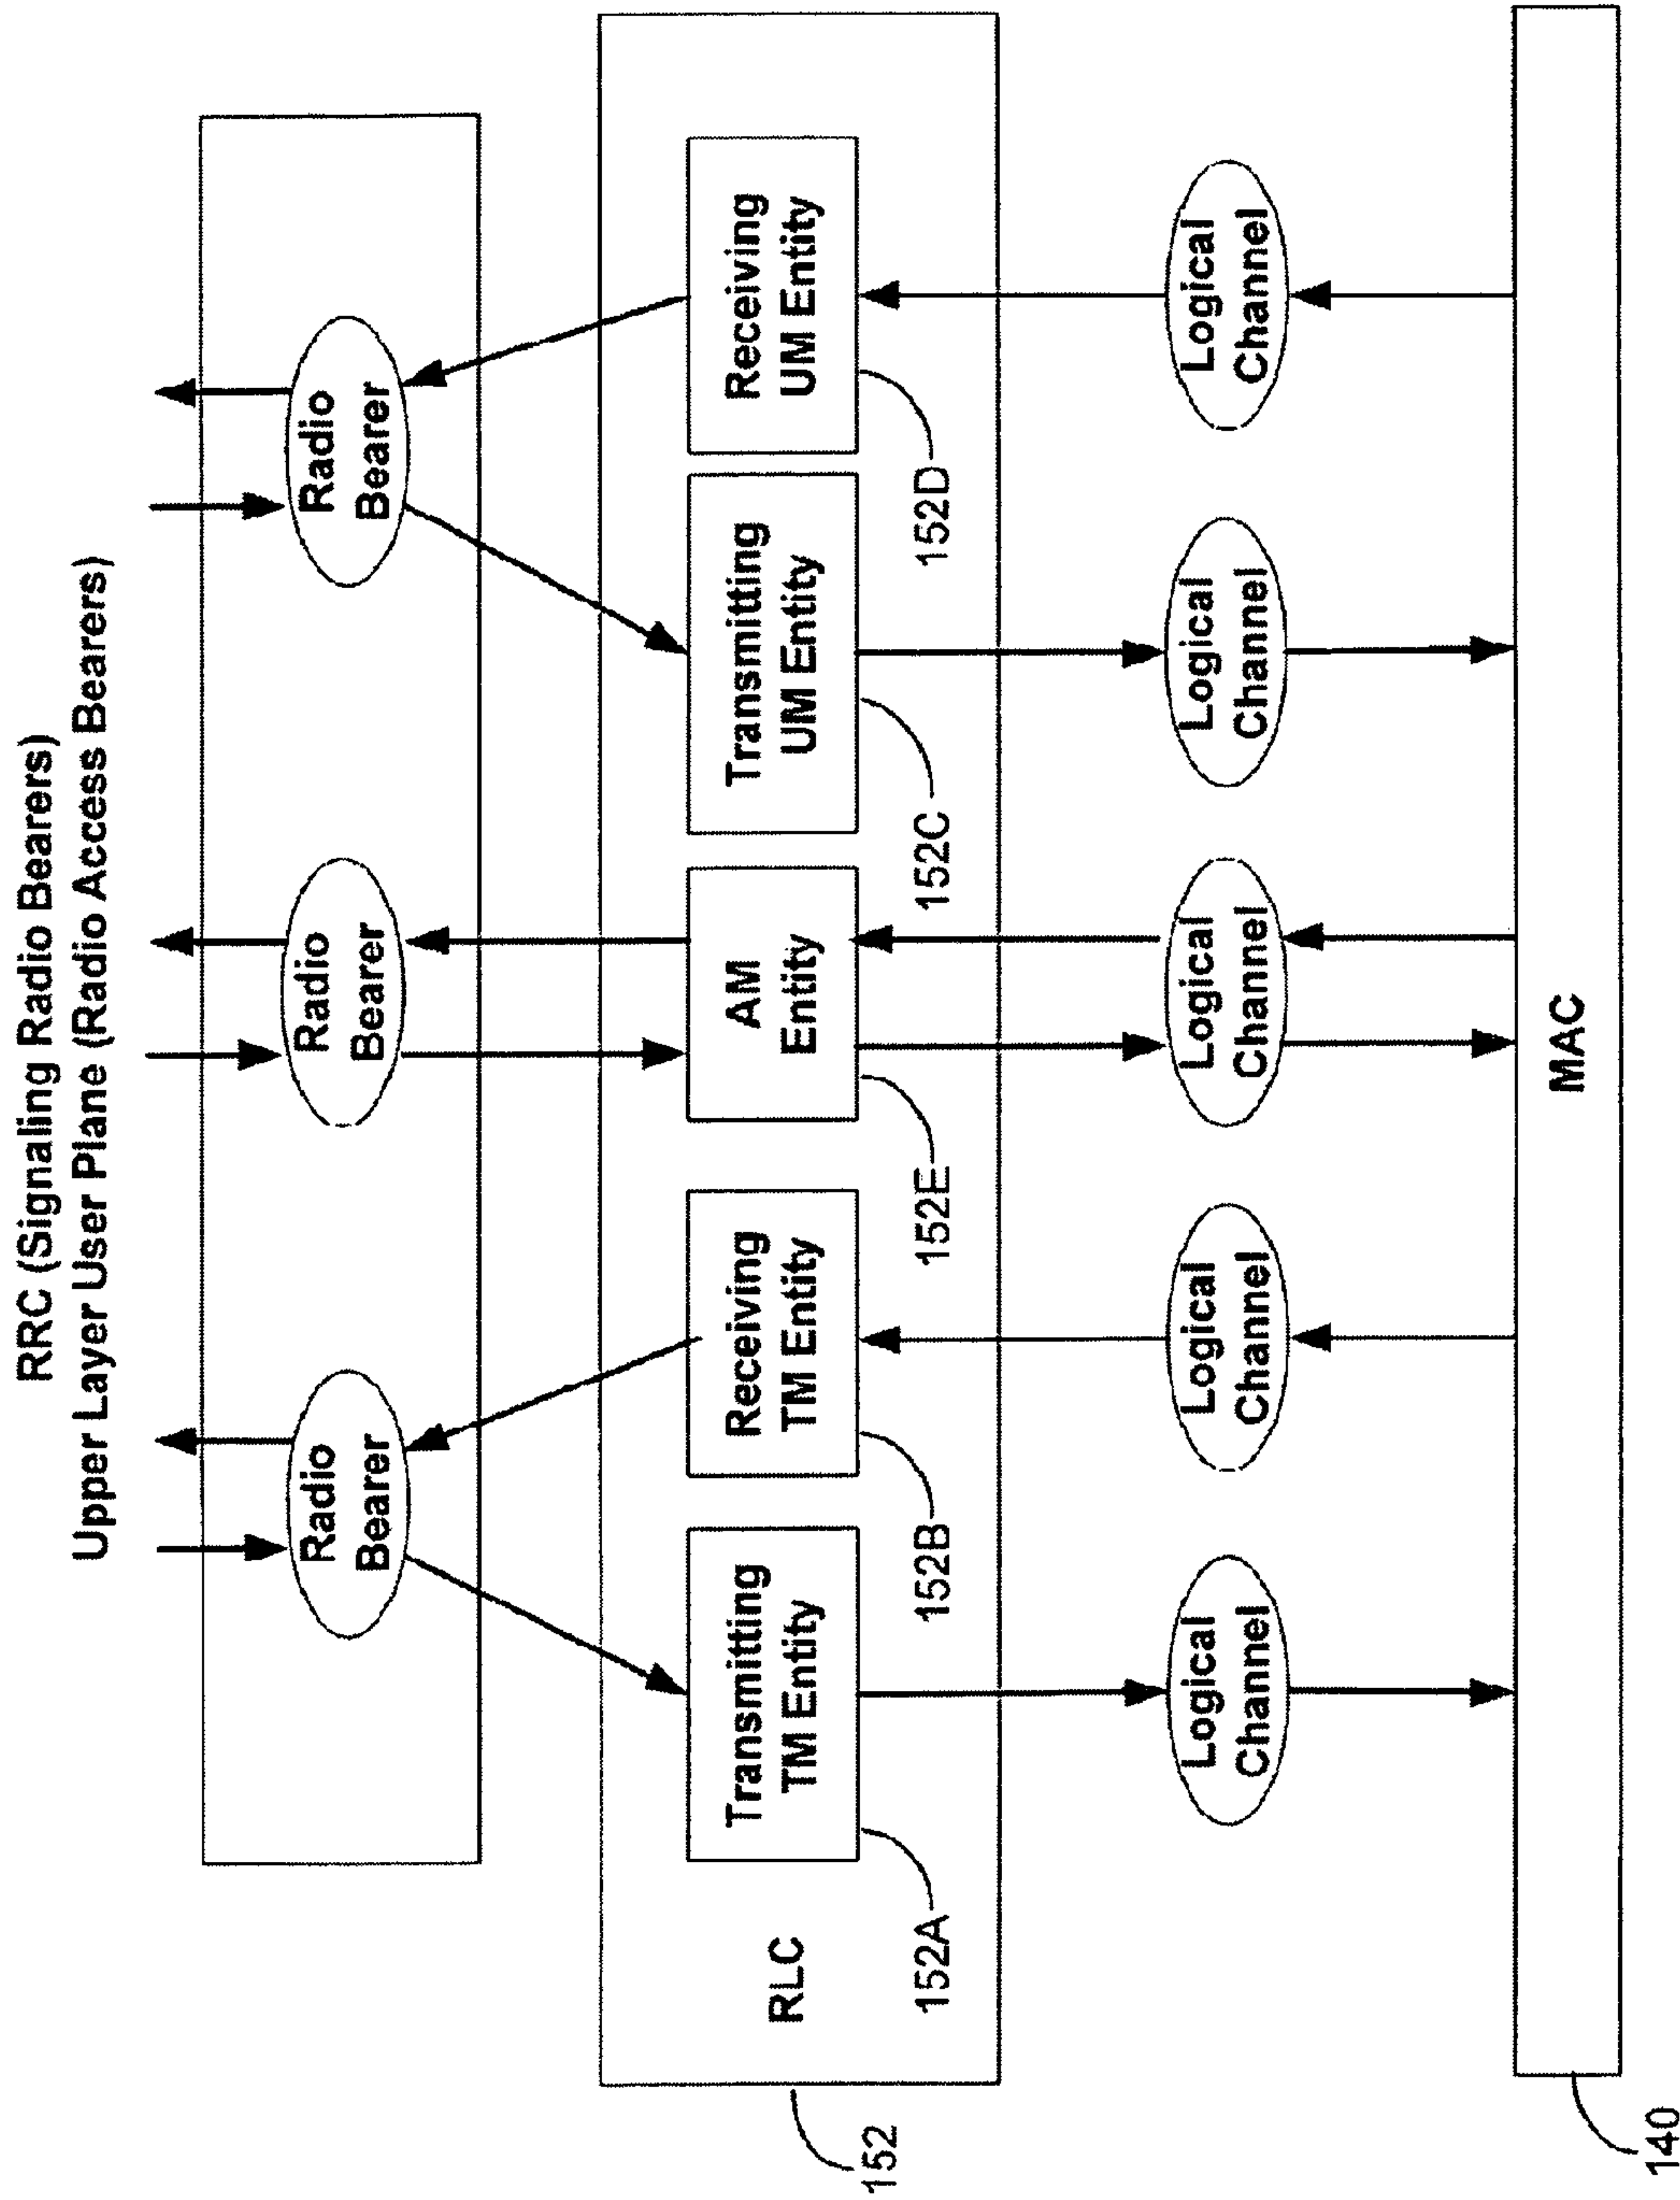 RRC (Signaling Radio Bearers)
Upper Layer User Plane (Radio Access Bearers)
Radio
Bearer
Radio
Bearer
Radio
Bearer
152
RLC
Transmitting
TM Entity
Receiving
TM Entity
AM
Entity
Transmitting
UM Entity
Receiving
UM Entity
152A
152B
152E
152C
152D
Logical
Channel
Logical
Channel
Logical
Channel
Logical
Channel
Logical
Channel
MAC
140